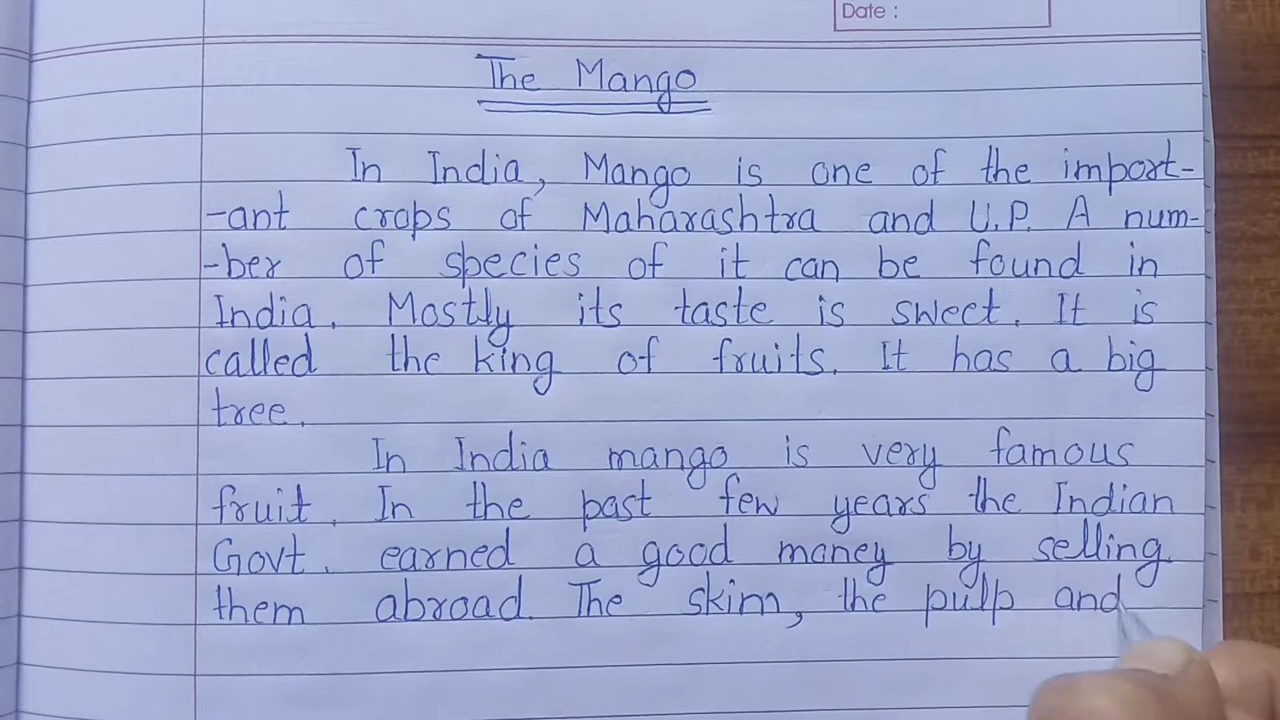 Date :
The Mango
In India, Mango is one of the import-
-ant crops of Maharashtra and U.P. A num-
-ber of species of it can be found in
India. Mostly its taste is sweet. It is
called the king of fruits. It has a big
tree.
In India mango is very famous
fruit. In the past few years the Indian
Govt. earned a good money by selling
them abroad. The skim, the pulp and